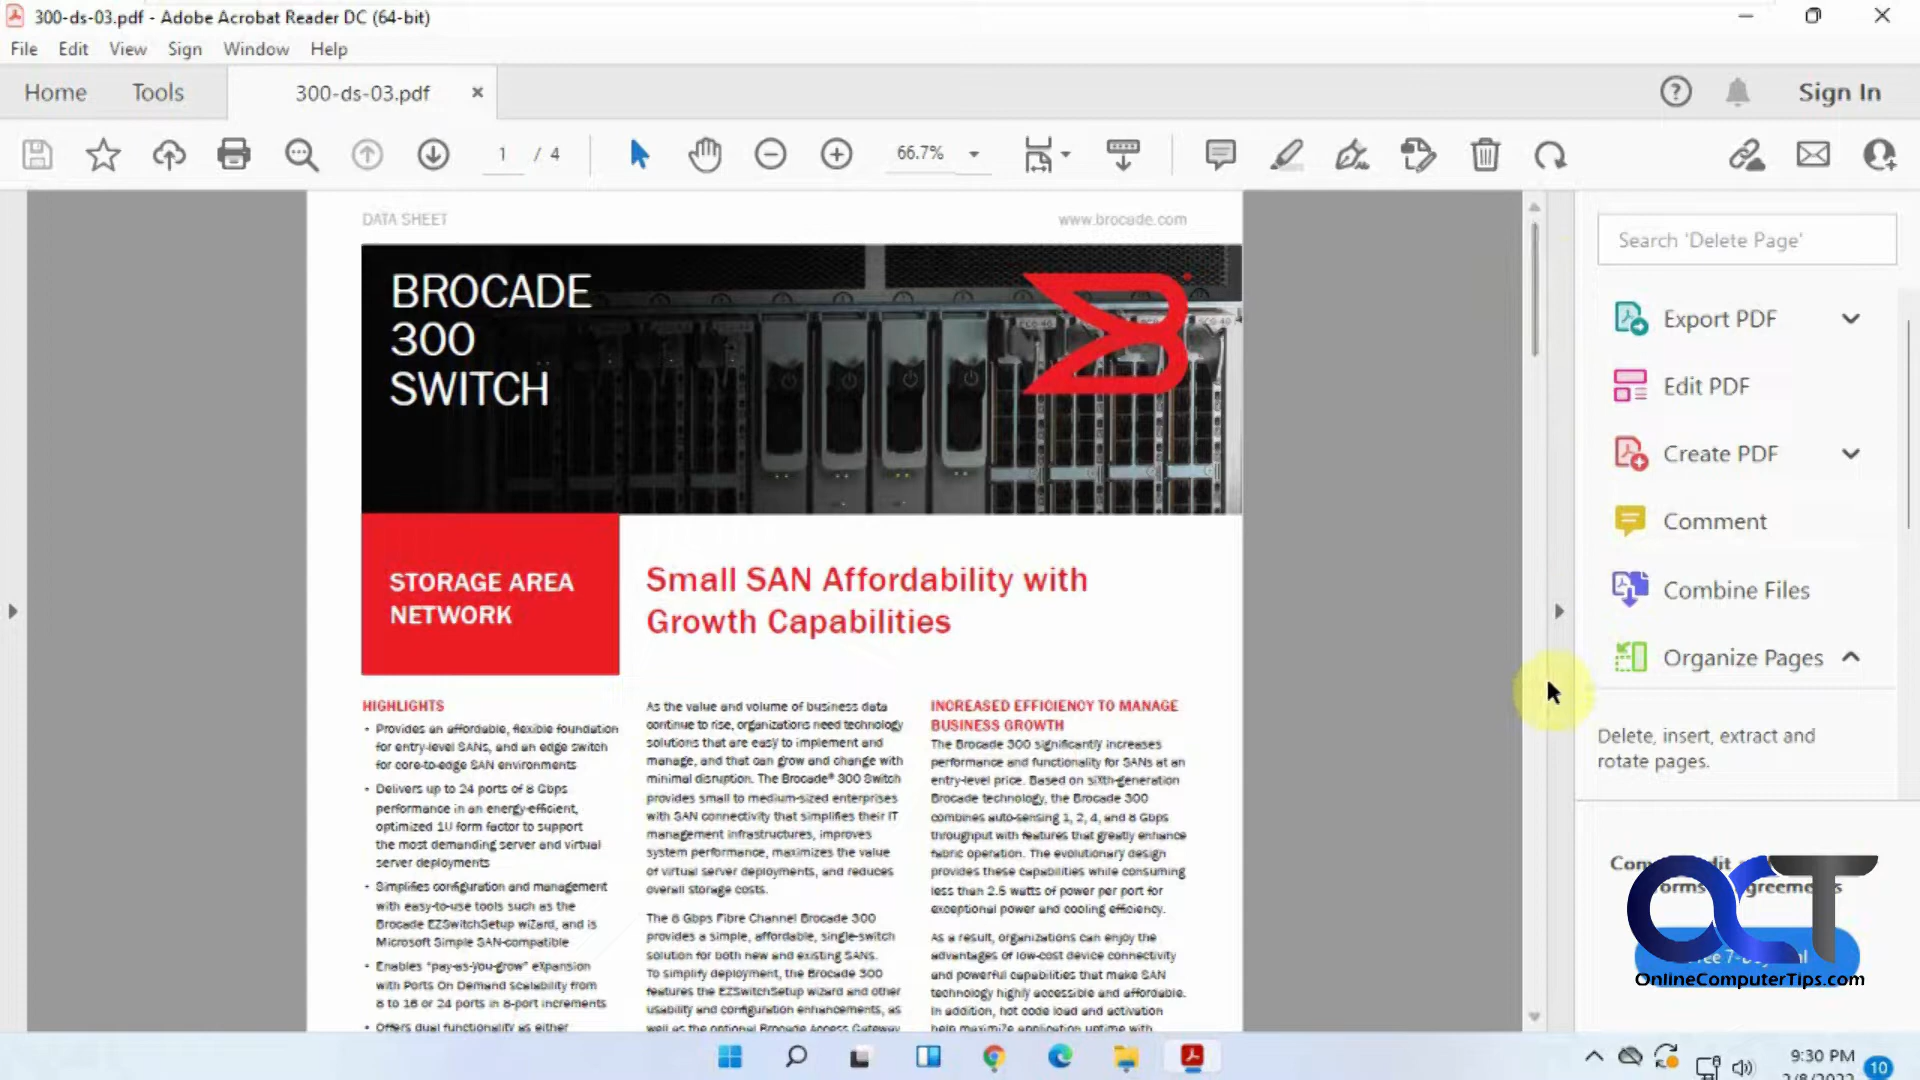 300-ds-03.pdf - Adobe Acrobat Reader DC (64-bit)
File Edit View Sign Window Help
Home Tools 300-ds-03.pdf × ? Sign In
1 / 4 66.7%
DATA SHEET www.brocade.com
BROCADE
300
SWITCH
STORAGE AREA
NETWORK
Small SAN Affordability with
Growth Capabilities
HIGHLIGHTS
• Provides an affordable, flexible foundation
for entry-level SANs, and an edge switch
for core-to-edge SAN environments
• Delivers up to 24 ports of 8 Gbps
performance in an energy-efficient,
optimized 1U form factor to support
the most demanding server and virtual
server deployments
• Simplifies configuration and management
with easy-to-use tools such as the
Brocade EZSwitchSetup wizard, and is
Microsoft Simple SAN-compatible
• Enables "pay-as-you-grow" expansion
with Ports On Demand scalability from
8 to 16 or 24 ports in 8-port increments
• Offers dual functionality as either
As the value and volume of business data
continue to rise, organizations need technology
solutions that are easy to implement and
manage, and that can grow and change with
minimal disruption. The Brocade® 300 Switch
provides small to medium-sized enterprises
with SAN connectivity that simplifies their IT
management infrastructures, improves
system performance, maximizes the value
of virtual server deployments, and reduces
overall storage costs.
The 8 Gbps Fibre Channel Brocade 300
provides a simple, affordable, single-switch
solution for both new and existing SANs.
To simplify deployment, the Brocade 300
features the EZSwitchSetup wizard and other
usability and configuration enhancements, as
well as the optional Brocade Access Gateway
INCREASED EFFICIENCY TO MANAGE
BUSINESS GROWTH
The Brocade 300 significantly increases
performance and functionality for SANs at an
entry-level price. Based on sixth-generation
Brocade technology, the Brocade 300
combines auto-sensing 1, 2, 4, and 8 Gbps
throughput with features that greatly enhance
fabric operation. The evolutionary design
provides these capabilities while consuming
less than 2.5 watts of power per port for
exceptional power and cooling efficiency.
As a result, organizations can enjoy the
advantages of low-cost device connectivity
and powerful capabilities that make SAN
technology highly accessible and affordable.
In addition, hot code load and activation
help maximize application uptime with
Search 'Delete Page'
Export PDF
Edit PDF
Create PDF
Comment
Combine Files
Organize Pages
Delete, insert, extract and
rotate pages.
OCT
OnlineComputerTips.com
9:30 PM
10